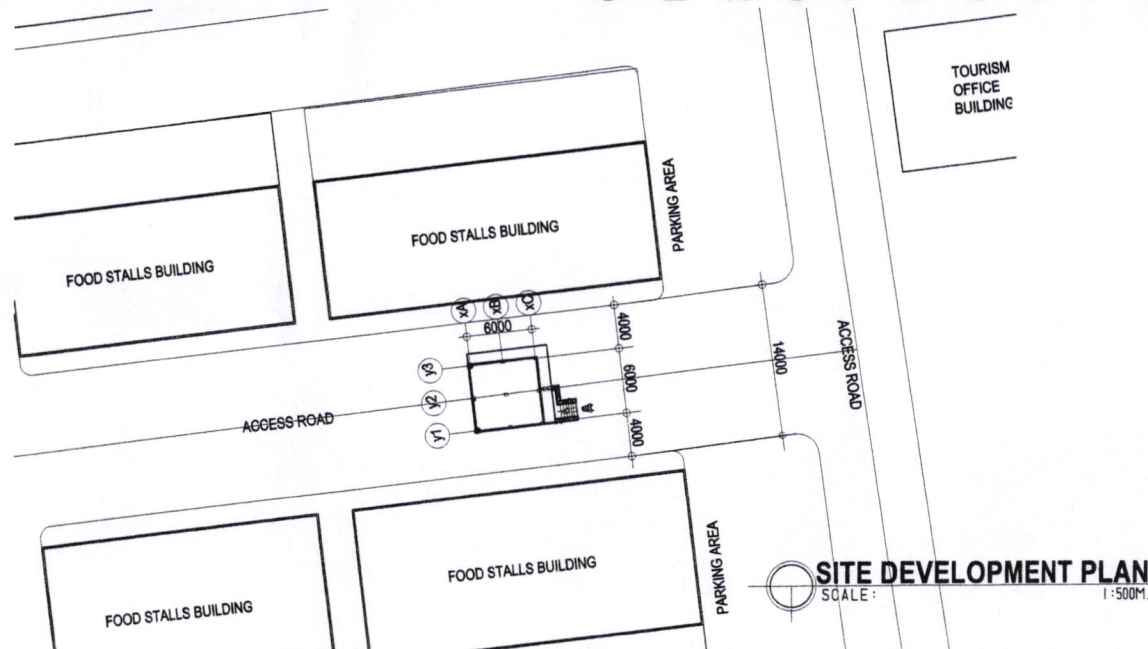 TOURISM
OFFICE
BUILDING
PARKING AREA
FOOD STALLS BUILDING
FOOD STALLS BUILDING
xA
xB
xC
6000
4000
14000
ACCESS ROAD
y3
6000
y2
ACCESS ROAD
y1
4000
FOOD STALLS BUILDING
FOOD STALLS BUILDING
PARKING AREA
SITE DEVELOPMENT PLAN
SCALE: 1:500M.